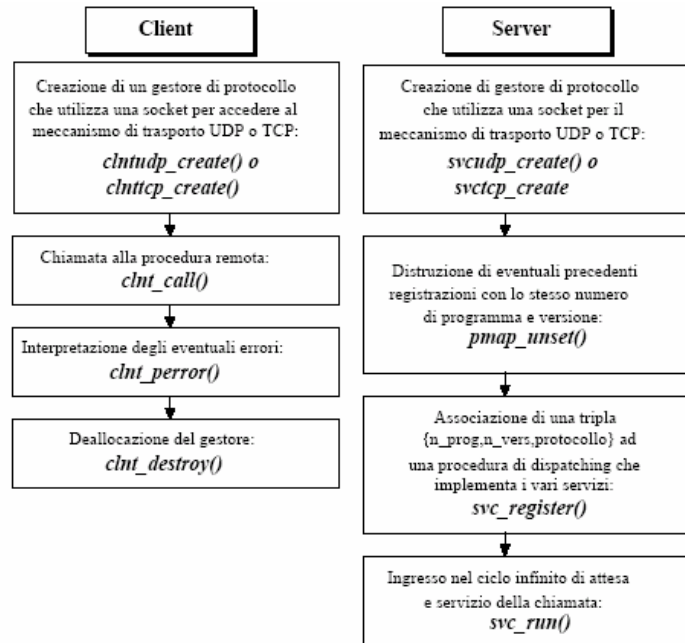 Client
Creazione di un gestore di protocollo
che utilizza una socket per accedere al
meccanismo di trasporto UDP o TCP:
clntudp_create() o
clnttcp_create()
Chiamata alla procedura remota:
clnt_call()
Interpretazione degli eventuali errori:
clnt_perror()
Deallocazione del gestore:
clnt_destroy()
Server
Creazione di gestore di protocollo
che utilizza una socket per il
meccanismo di trasporto UDP o TCP:
svcudp_create() o
svctcp_create
Distruzione di eventuali precedenti
registrazioni con lo stesso numero
di programma e versione:
pmap_unset()
Associazione di una tripla
{n_prog,n_vers,protocollo} ad
una procedura di dispatching che
implementa i vari servizi:
svc_register()
Ingresso nel ciclo infinito di attesa
e servizio della chiamata:
svc_run()